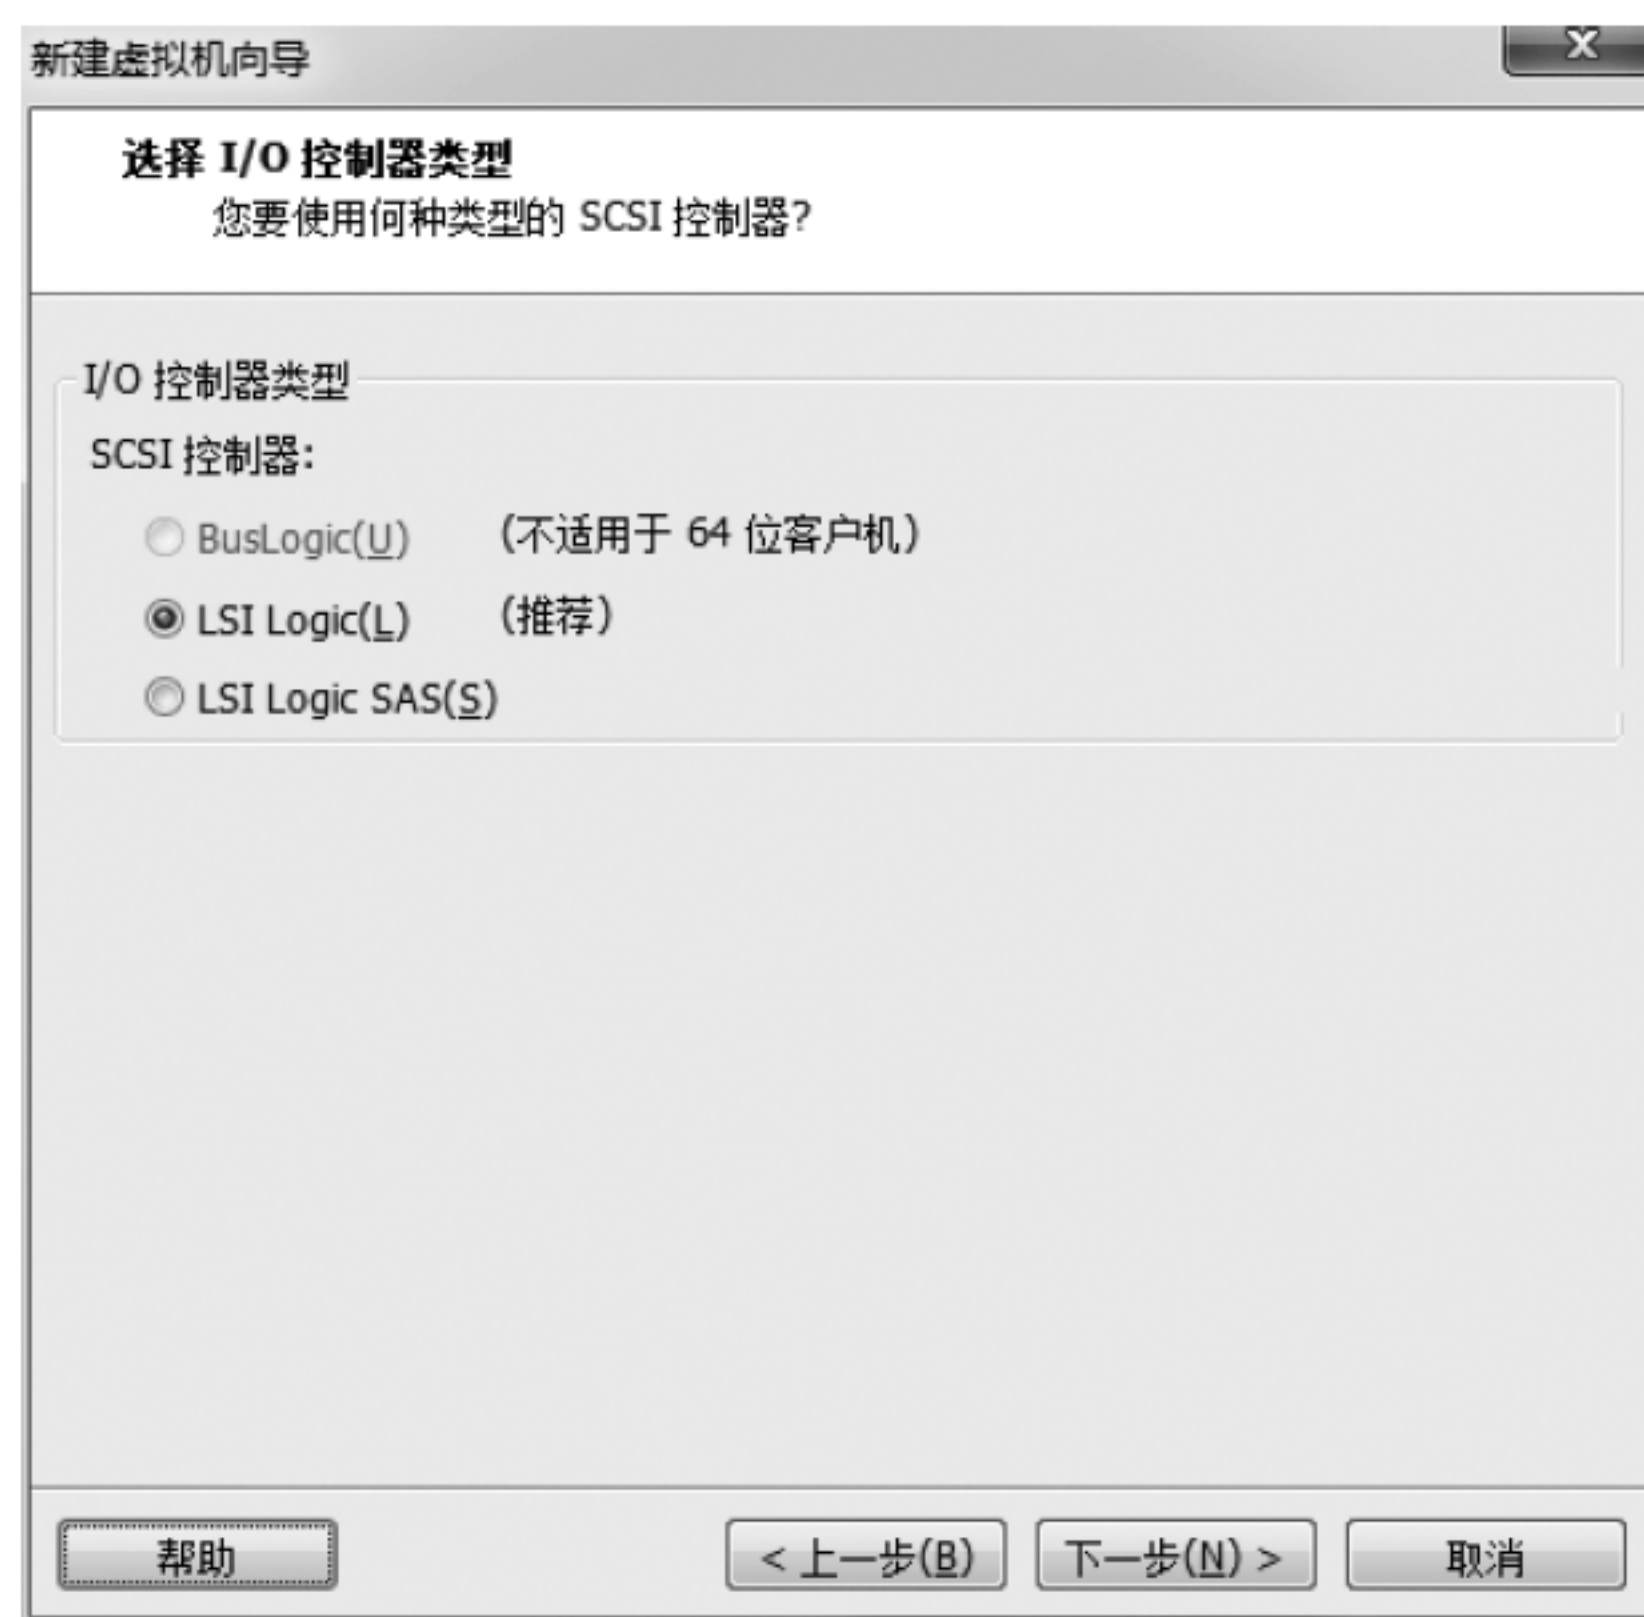 新建虚拟机向导
选择 I/O 控制器类型
您要使用何种类型的 SCSI 控制器?
I/O 控制器类型
SCSI 控制器:
BusLogic(U) (不适用于 64 位客户机)
LSI Logic(L) (推荐)
LSI Logic SAS(S)
帮助 < 上一步(B) 下一步(N) > 取消